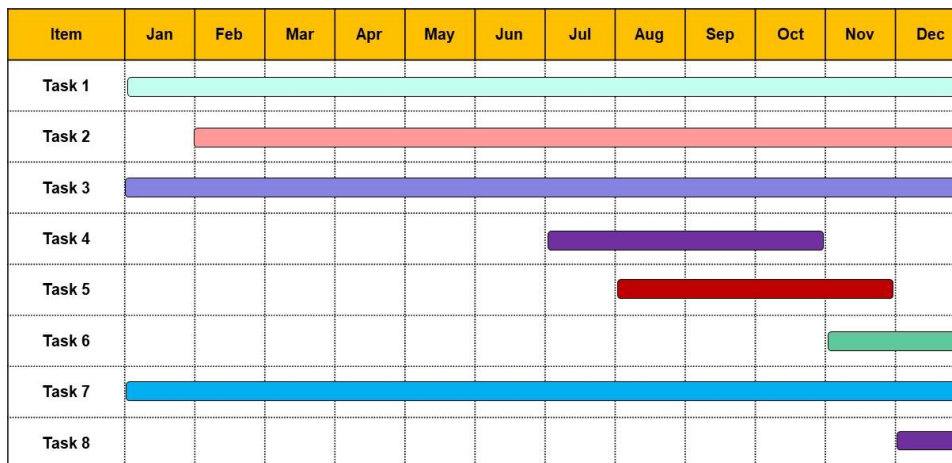 Item Jan Feb Mar Apr May Jun Jul Aug Sep Oct Nov Dec
Task 1
Task 2
Task 3
Task 4
Task 5
Task 6
Task 7
Task 8